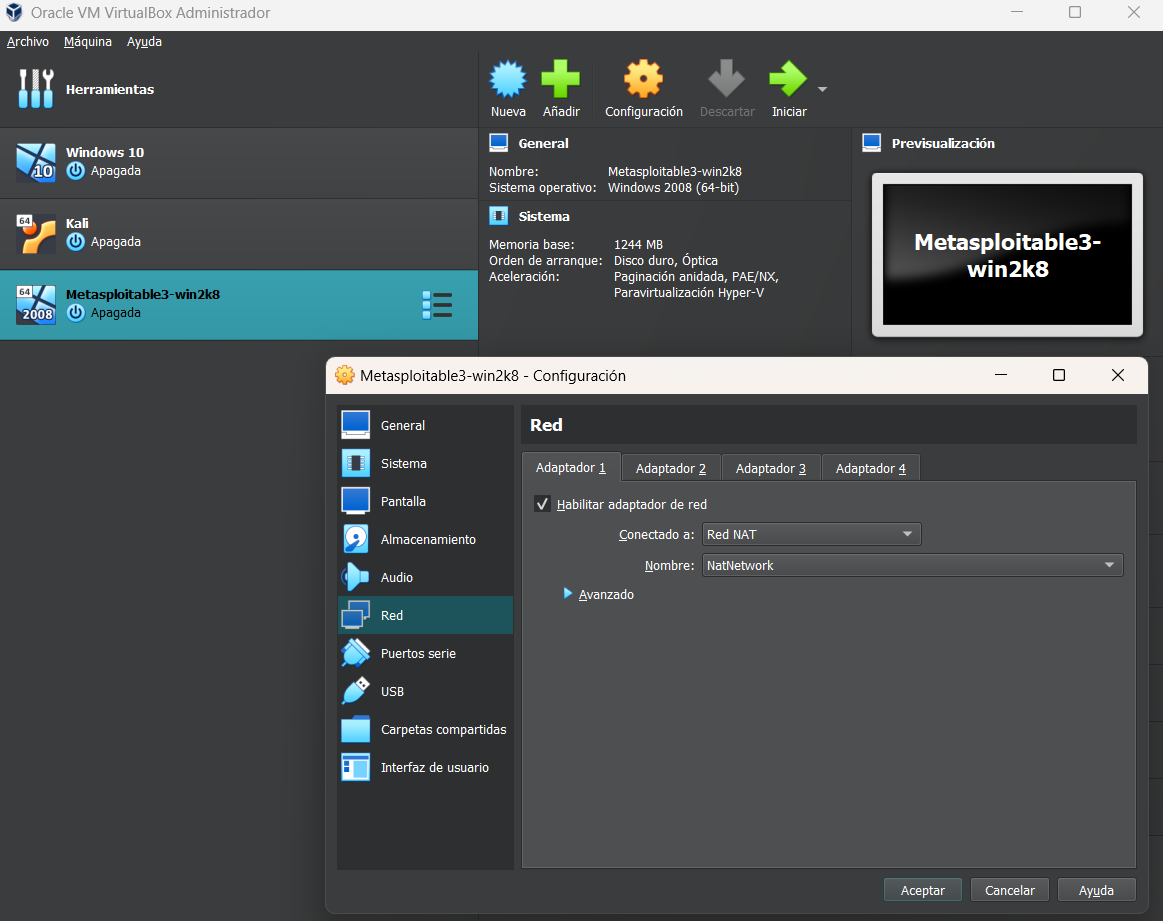 Oracle VM VirtualBox Administrador
Archivo Máquina Ayuda
Herramientas
Nueva Añadir Configuración Descartar Iniciar
10
Windows 10
Apagada
64
Kali
Apagada
64
2008
Metasploitable3-win2k8
Apagada
General
Nombre: Metasploitable3-win2k8
Sistema operativo: Windows 2008 (64-bit)
Sistema
Memoria base: 1244 MB
Orden de arranque: Disco duro, Óptica
Aceleración: Paginación anidada, PAE/NX,
Paravirtualización Hyper-V
Previsualización
Metasploitable3-
win2k8
Metasploitable3-win2k8 - Configuración
General
Sistema
Pantalla
Almacenamiento
Audio
Red
Puertos serie
USB
Carpetas compartidas
Interfaz de usuario
Red
Adaptador 1 Adaptador 2 Adaptador 3 Adaptador 4
Habilitar adaptador de red
Conectado a: Red NAT
Nombre: NatNetwork
Avanzado
Aceptar Cancelar Ayuda